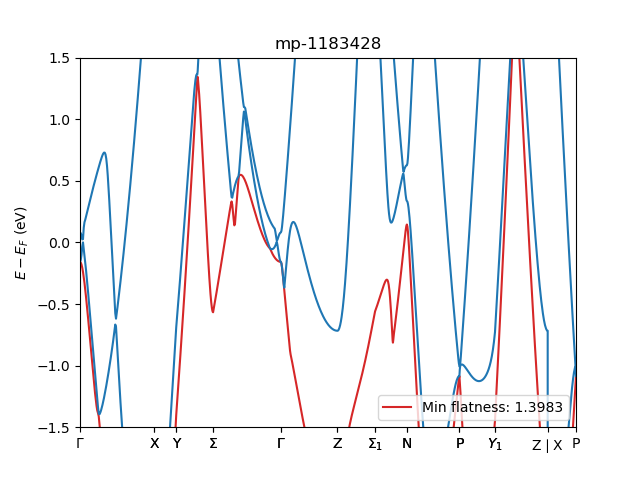 mp-1183428
E − E_F (eV)
1.5
1.0
0.5
0.0
−0.5
−1.0
−1.5
Min flatness: 1.3983
Γ X Y Σ Γ Z Σ₁ N P Y₁ Z | X P